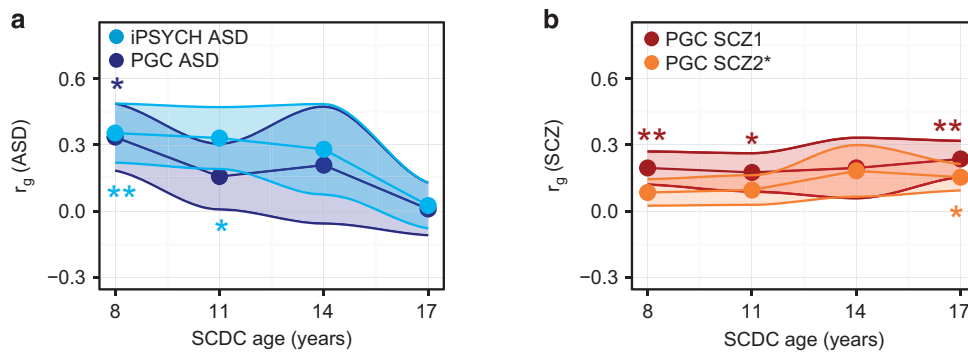 a
iPSYCH ASD
PGC ASD
0.6
0.3
0.0
−0.3
r_g (ASD)
*
**
*
8 11 14 17
SCDC age (years)
b
PGC SCZ1
PGC SCZ2*
0.6
0.3
0.0
−0.3
r_g (SCZ)
** * **
*
8 11 14 17
SCDC age (years)